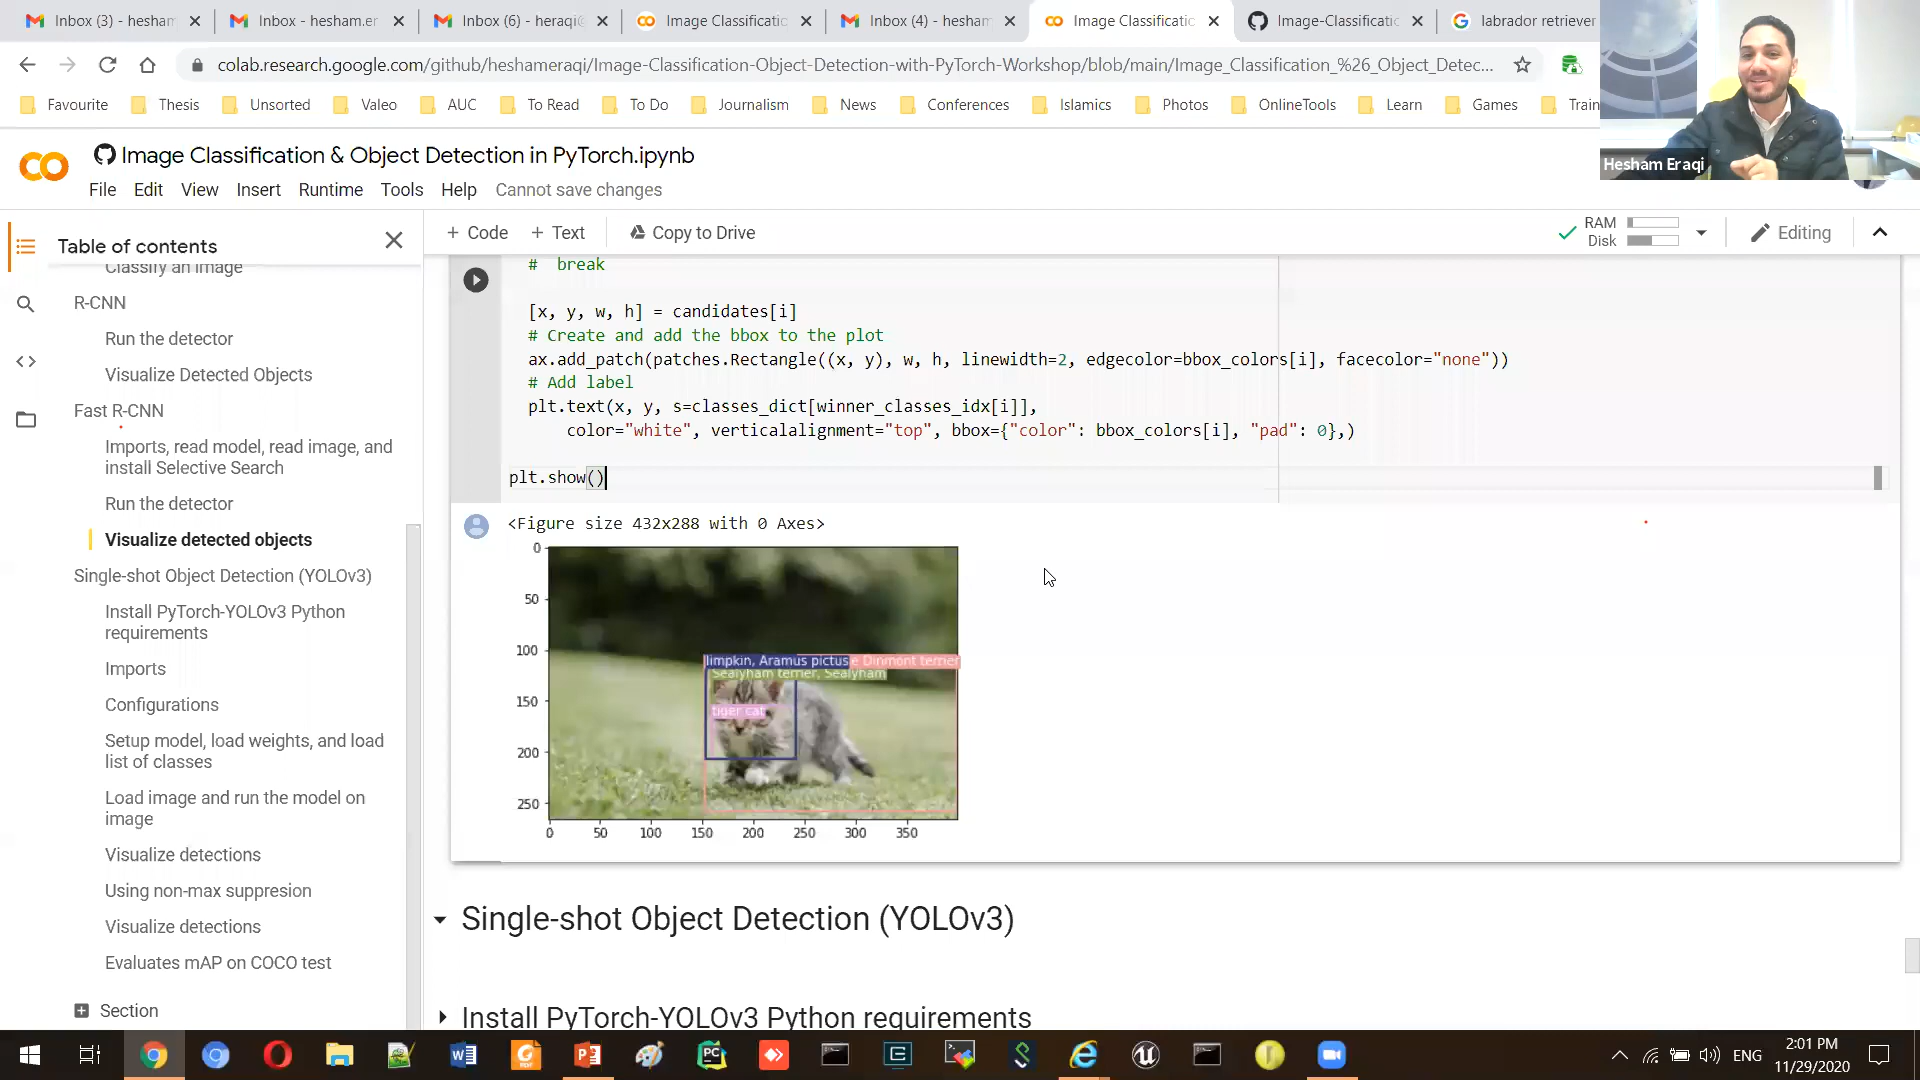 Inbox (3) - hesham
Inbox - hesham.er
Inbox (6) - heraqi@
Image Classificatic
Inbox (4) - hesham
Image Classificatic
Image-Classificatic
labrador retriever
colab.research.google.com/github/heshameraqi/Image-Classification-Object-Detection-with-PyTorch-Workshop/blob/main/Image_Classification_%26_Object_Detec...
Favourite
Thesis
Unsorted
Valeo
AUC
To Read
To Do
Journalism
News
Conferences
Islamics
Photos
OnlineTools
Learn
Games
Train
Hesham Eraqi
Image Classification & Object Detection in PyTorch.ipynb
File Edit View Insert Runtime Tools Help Cannot save changes
+ Code + Text Copy to Drive
RAM
Disk
Editing
Table of contents
Classify an image
R-CNN
Run the detector
Visualize Detected Objects
Fast R-CNN
Imports, read model, read image, and
install Selective Search
Run the detector
Visualize detected objects
Single-shot Object Detection (YOLOv3)
Install PyTorch-YOLOv3 Python
requirements
Imports
Configurations
Setup model, load weights, and load
list of classes
Load image and run the model on
image
Visualize detections
Using non-max suppresion
Visualize detections
Evaluates mAP on COCO test
Section
# break
[x, y, w, h] = candidates[i]
# Create and add the bbox to the plot
ax.add_patch(patches.Rectangle((x, y), w, h, linewidth=2, edgecolor=bbox_colors[i], facecolor="none"))
# Add label
plt.text(x, y, s=classes_dict[winner_classes_idx[i]],
color="white", verticalalignment="top", bbox={"color": bbox_colors[i], "pad": 0},)
plt.show()
<Figure size 432x288 with 0 Axes>
0
50
100
150
200
250
limpkin, Aramus pictus
e Dinmont terrier
Sealyham terrier, Sealyham
tiger cat
0 50 100 150 200 250 300 350
Single-shot Object Detection (YOLOv3)
Install PyTorch-YOLOv3 Python requirements
ENG
2:01 PM
11/29/2020